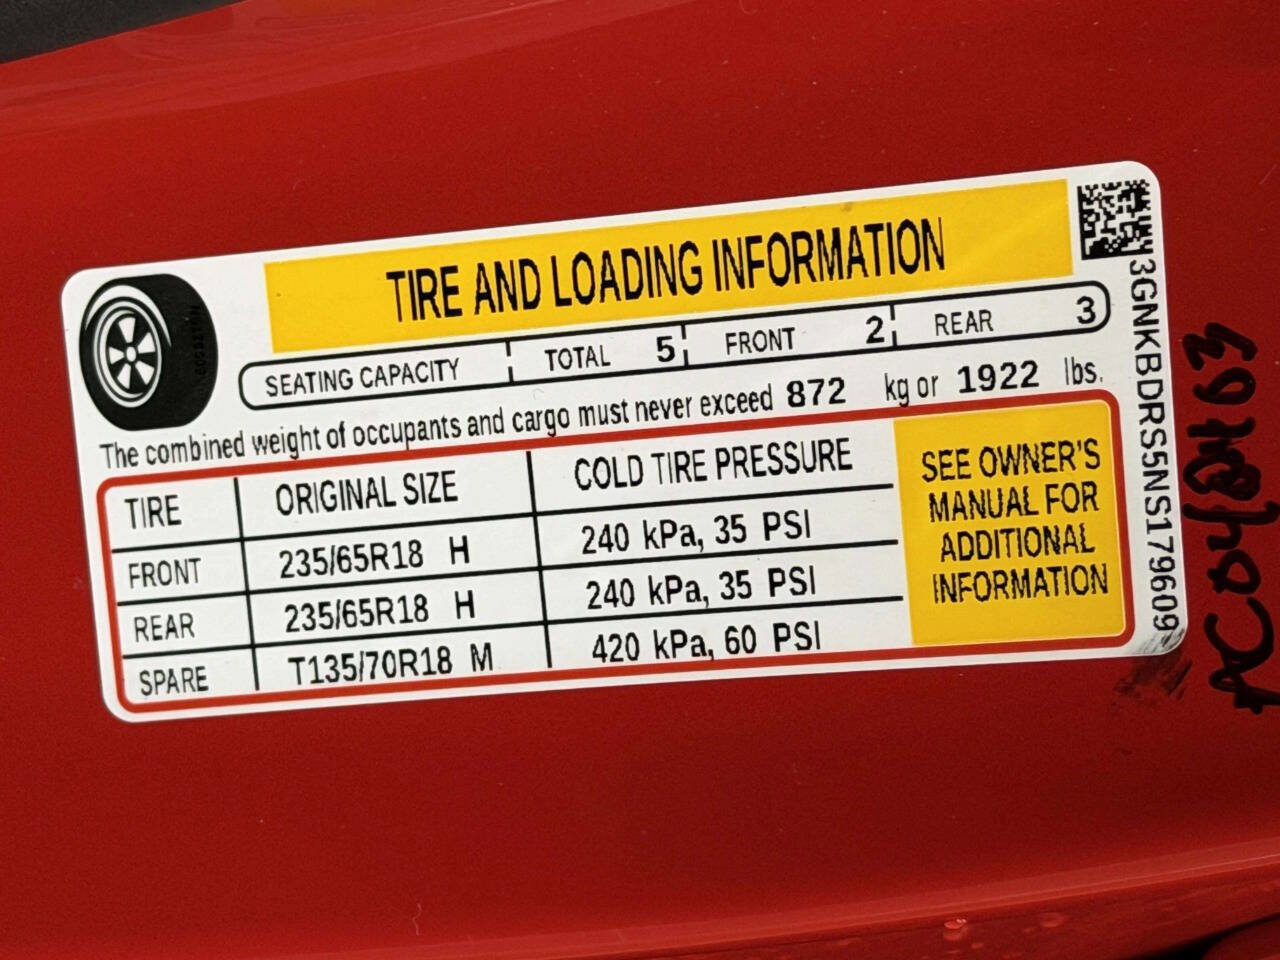 TIRE AND LOADING INFORMATION
SEATING CAPACITY TOTAL 5 FRONT 2 REAR 3
The combined weight of occupants and cargo must never exceed 872 kg or 1922 lbs.
TIRE ORIGINAL SIZE COLD TIRE PRESSURE
FRONT 235/65R18 H 240 kPa, 35 PSI
REAR 235/65R18 H 240 kPa, 35 PSI
SPARE T135/70R18 M 420 kPa, 60 PSI
SEE OWNER'S
MANUAL FOR
ADDITIONAL
INFORMATION
3GNKBDRS5NS179609